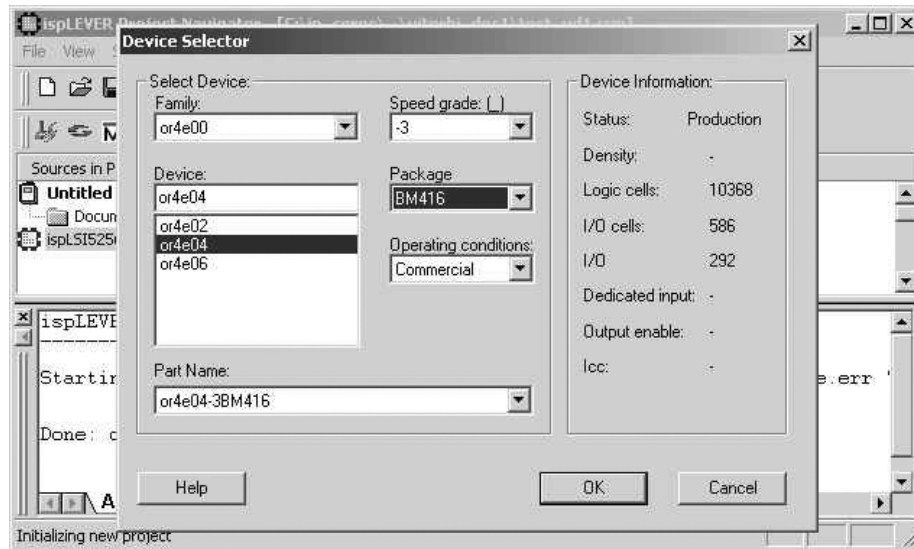 ispLEVER Project Navigator
Device Selector
File View
Select Device:
Family:
or4e00
Speed grade: (_)
-3
Device:
or4e04
or4e02
or4e04
or4e06
Package
BM416
Operating conditions:
Commercial
Part Name:
or4e04-3BM416
Device Information:
Status: Production
Density: -
Logic cells: 10368
I/O cells: 586
I/O 292
Dedicated input: -
Output enable: -
Icc: -
Help
OK
Cancel
Sources in P
Untitled
Docum
ispLSI525
ispLEVE
Startin
e.err '
Done: c
A
Initializing new project